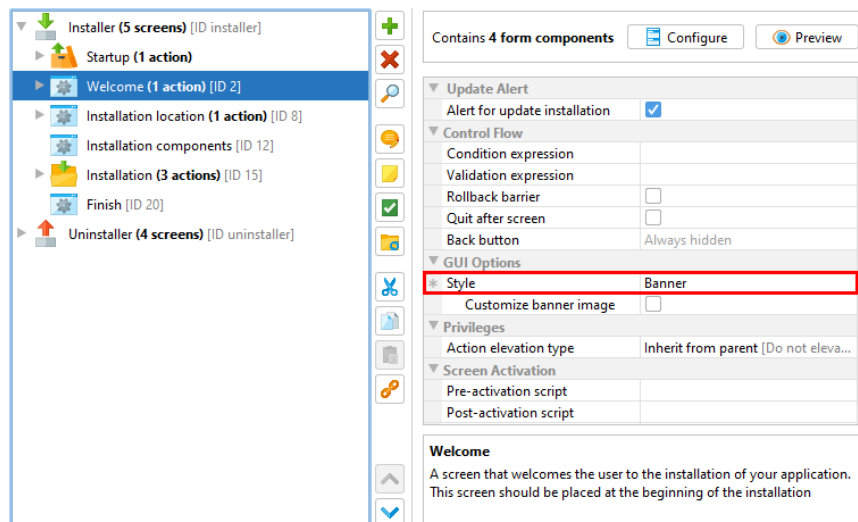 Installer (5 screens) [ID installer]
Startup (1 action)
Welcome (1 action) [ID 2]
Installation location (1 action) [ID 8]
Installation components [ID 12]
Installation (3 actions) [ID 15]
Finish [ID 20]
Uninstaller (4 screens) [ID uninstaller]
Contains 4 form components
Configure
Preview
Update Alert
Alert for update installation
Control Flow
Condition expression
Validation expression
Rollback barrier
Quit after screen
Back button Always hidden
GUI Options
Style Banner
Customize banner image
Privileges
Action elevation type Inherit from parent [Do not eleva...
Screen Activation
Pre-activation script
Post-activation script
Welcome
A screen that welcomes the user to the installation of your application.
This screen should be placed at the beginning of the installation